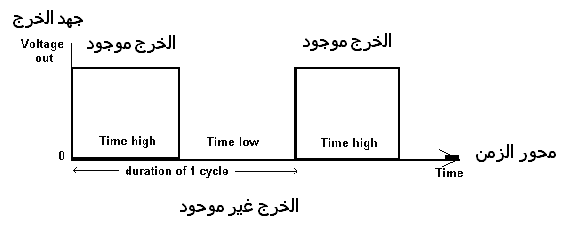 جهد الخرج
Voltage out
الخرج موجود
الخرج موجود
Time high
Time low
Time high
0
محور الزمن
Time
duration of 1 cycle
الخرج غير موحود